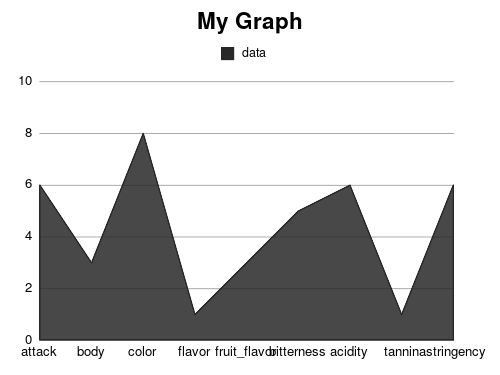 My Graph
data
10
8
6
4
2
0
attack body color flavor fruit_flavor bitterness acidity tannin astringency